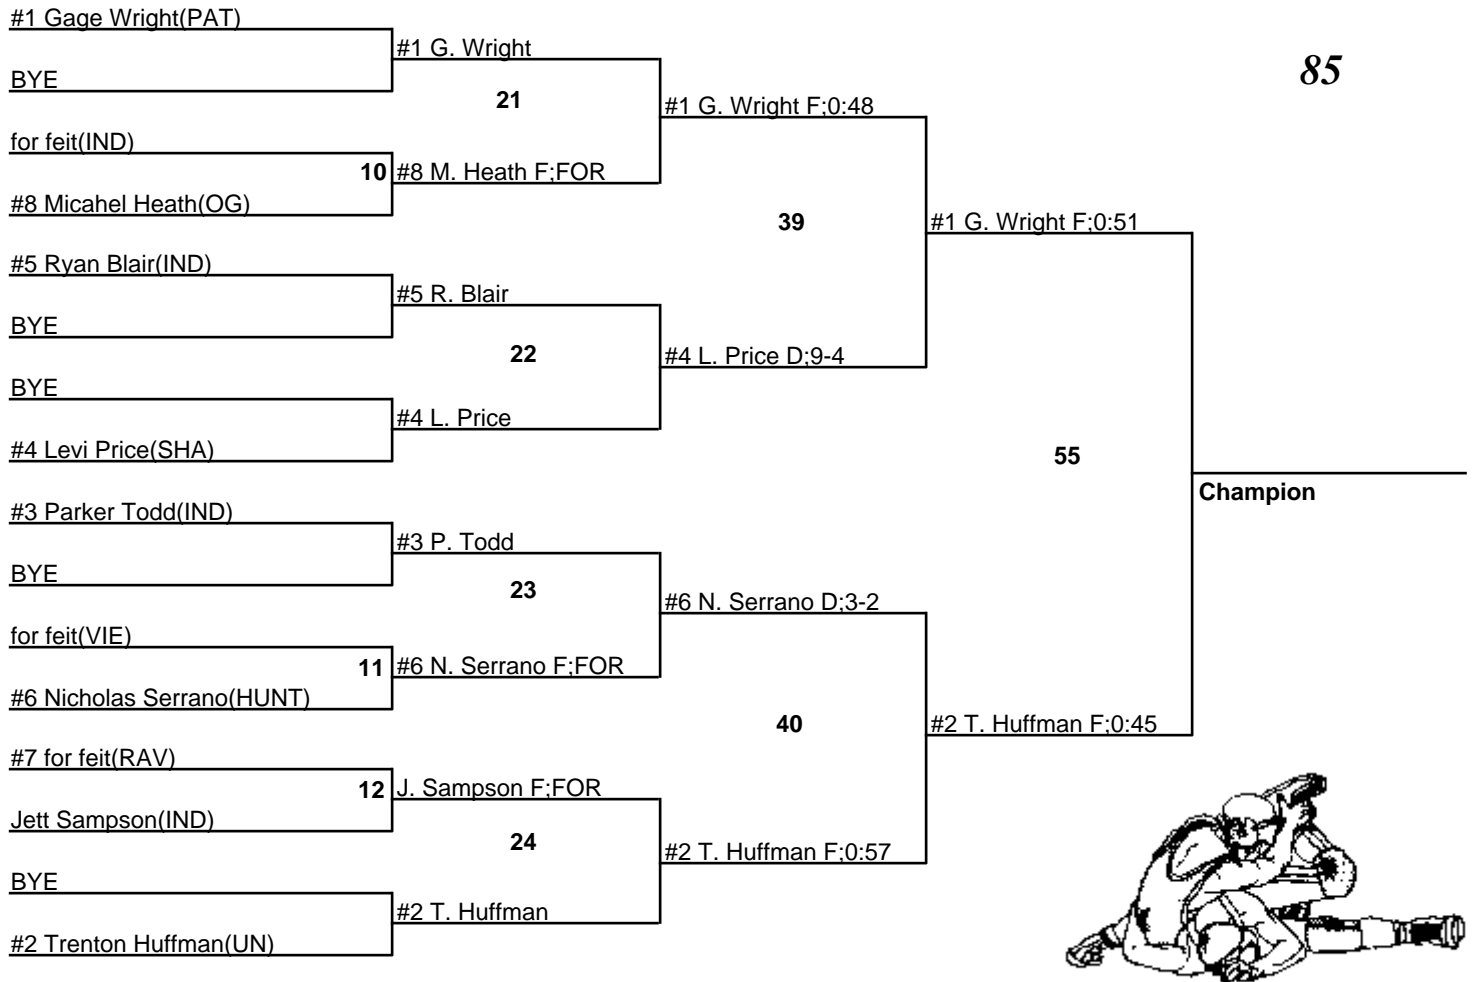 #1 Gage Wright(PAT)
#1 G. Wright
85
BYE
21
#1 G. Wright F;0:48
for feit(IND)
10
#8 M. Heath F;FOR
#8 Micahel Heath(OG)
39
#1 G. Wright F;0:51
#5 Ryan Blair(IND)
#5 R. Blair
BYE
22
#4 L. Price D;9-4
BYE
#4 L. Price
#4 Levi Price(SHA)
55
Champion
#3 Parker Todd(IND)
#3 P. Todd
BYE
23
#6 N. Serrano D;3-2
for feit(VIE)
11
#6 N. Serrano F;FOR
#6 Nicholas Serrano(HUNT)
40
#2 T. Huffman F;0:45
#7 for feit(RAV)
12
J. Sampson F;FOR
Jett Sampson(IND)
24
#2 T. Huffman F;0:57
BYE
#2 T. Huffman
#2 Trenton Huffman(UN)